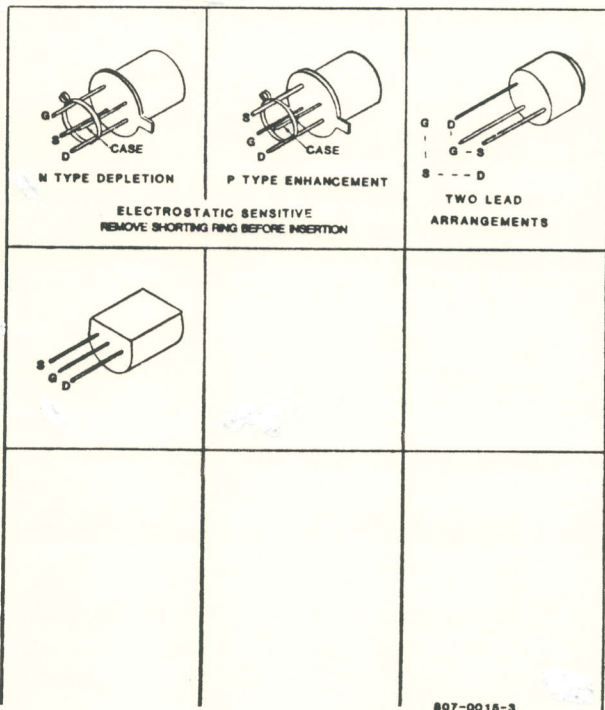 G
S
D
CASE
N TYPE DEPLETION
S
G
D
CASE
P TYPE ENHANCEMENT
ELECTROSTATIC SENSITIVE
REMOVE SHORTING RING BEFORE INSERTION
G D
G - S
S - - - D
TWO LEAD
ARRANGEMENTS
S
G
D
807-0015-3